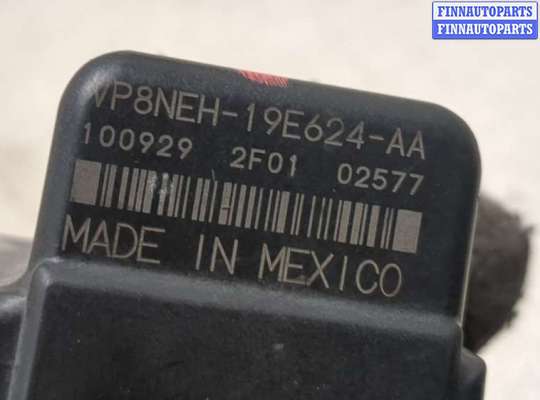 FINNAUTOPARTS
FINNAUTOPARTS
VP8NEH-19E624-AA
100929 2F01 02577
MADE IN MEXICO